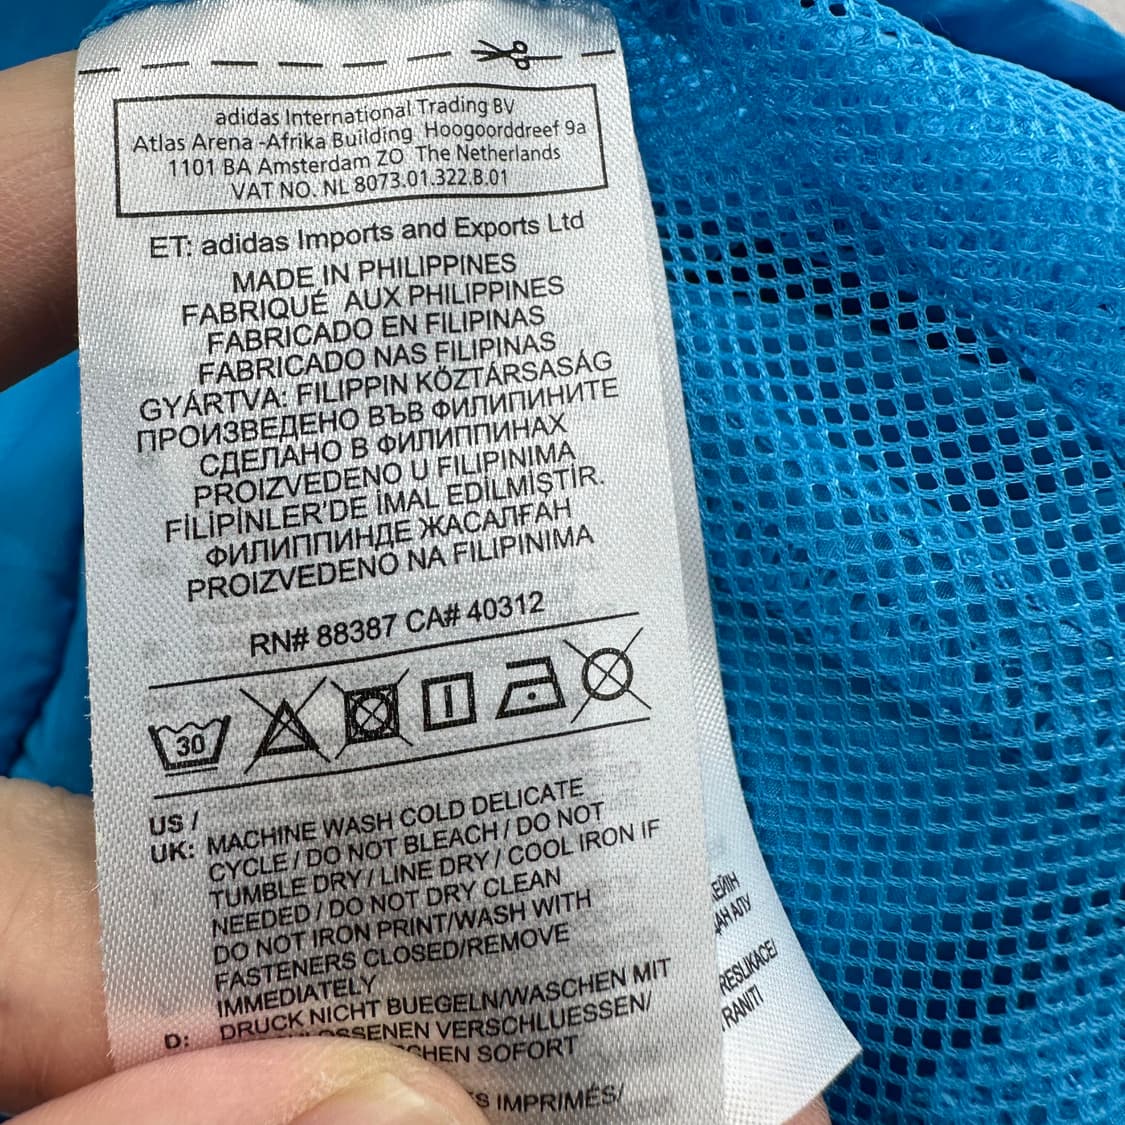 adidas International Trading BV
Atlas Arena -Afrika Building Hoogoorddreef 9a
1101 BA Amsterdam ZO The Netherlands
VAT NO. NL 8073.01.322.B.01
ET: adidas Imports and Exports Ltd
MADE IN PHILIPPINES
FABRIQUÉ AUX PHILIPPINES
FABRICADO EN FILIPINAS
FABRICADO NAS FILIPINAS
GYÁRTVA: FILIPPIN KÖZTÁRSASÁG
ПРОИЗВЕДЕНО ВЪВ ФИЛИПИНИТЕ
СДЕЛАНО В ФИЛИППИНАХ
PROIZVEDENO U FILIPINIMA
FİLİPİNLER'DE İMAL EDİLMİŞTİR.
ФИЛИППИНДЕ ЖАСАЛҒАН
PROIZVEDENO NA FILIPINIMA
RN# 88387 CA# 40312
30
US /
UK: MACHINE WASH COLD DELICATE
CYCLE / DO NOT BLEACH / DO NOT
TUMBLE DRY / LINE DRY / COOL IRON IF
NEEDED / DO NOT DRY CLEAN
DO NOT IRON PRINT/WASH WITH
FASTENERS CLOSED/REMOVE
IMMEDIATELY
D: DRUCK NICHT BUEGELN/WASCHEN MIT
VERSCHLUESSEN/
SOFORT
IMPRIMÉS/